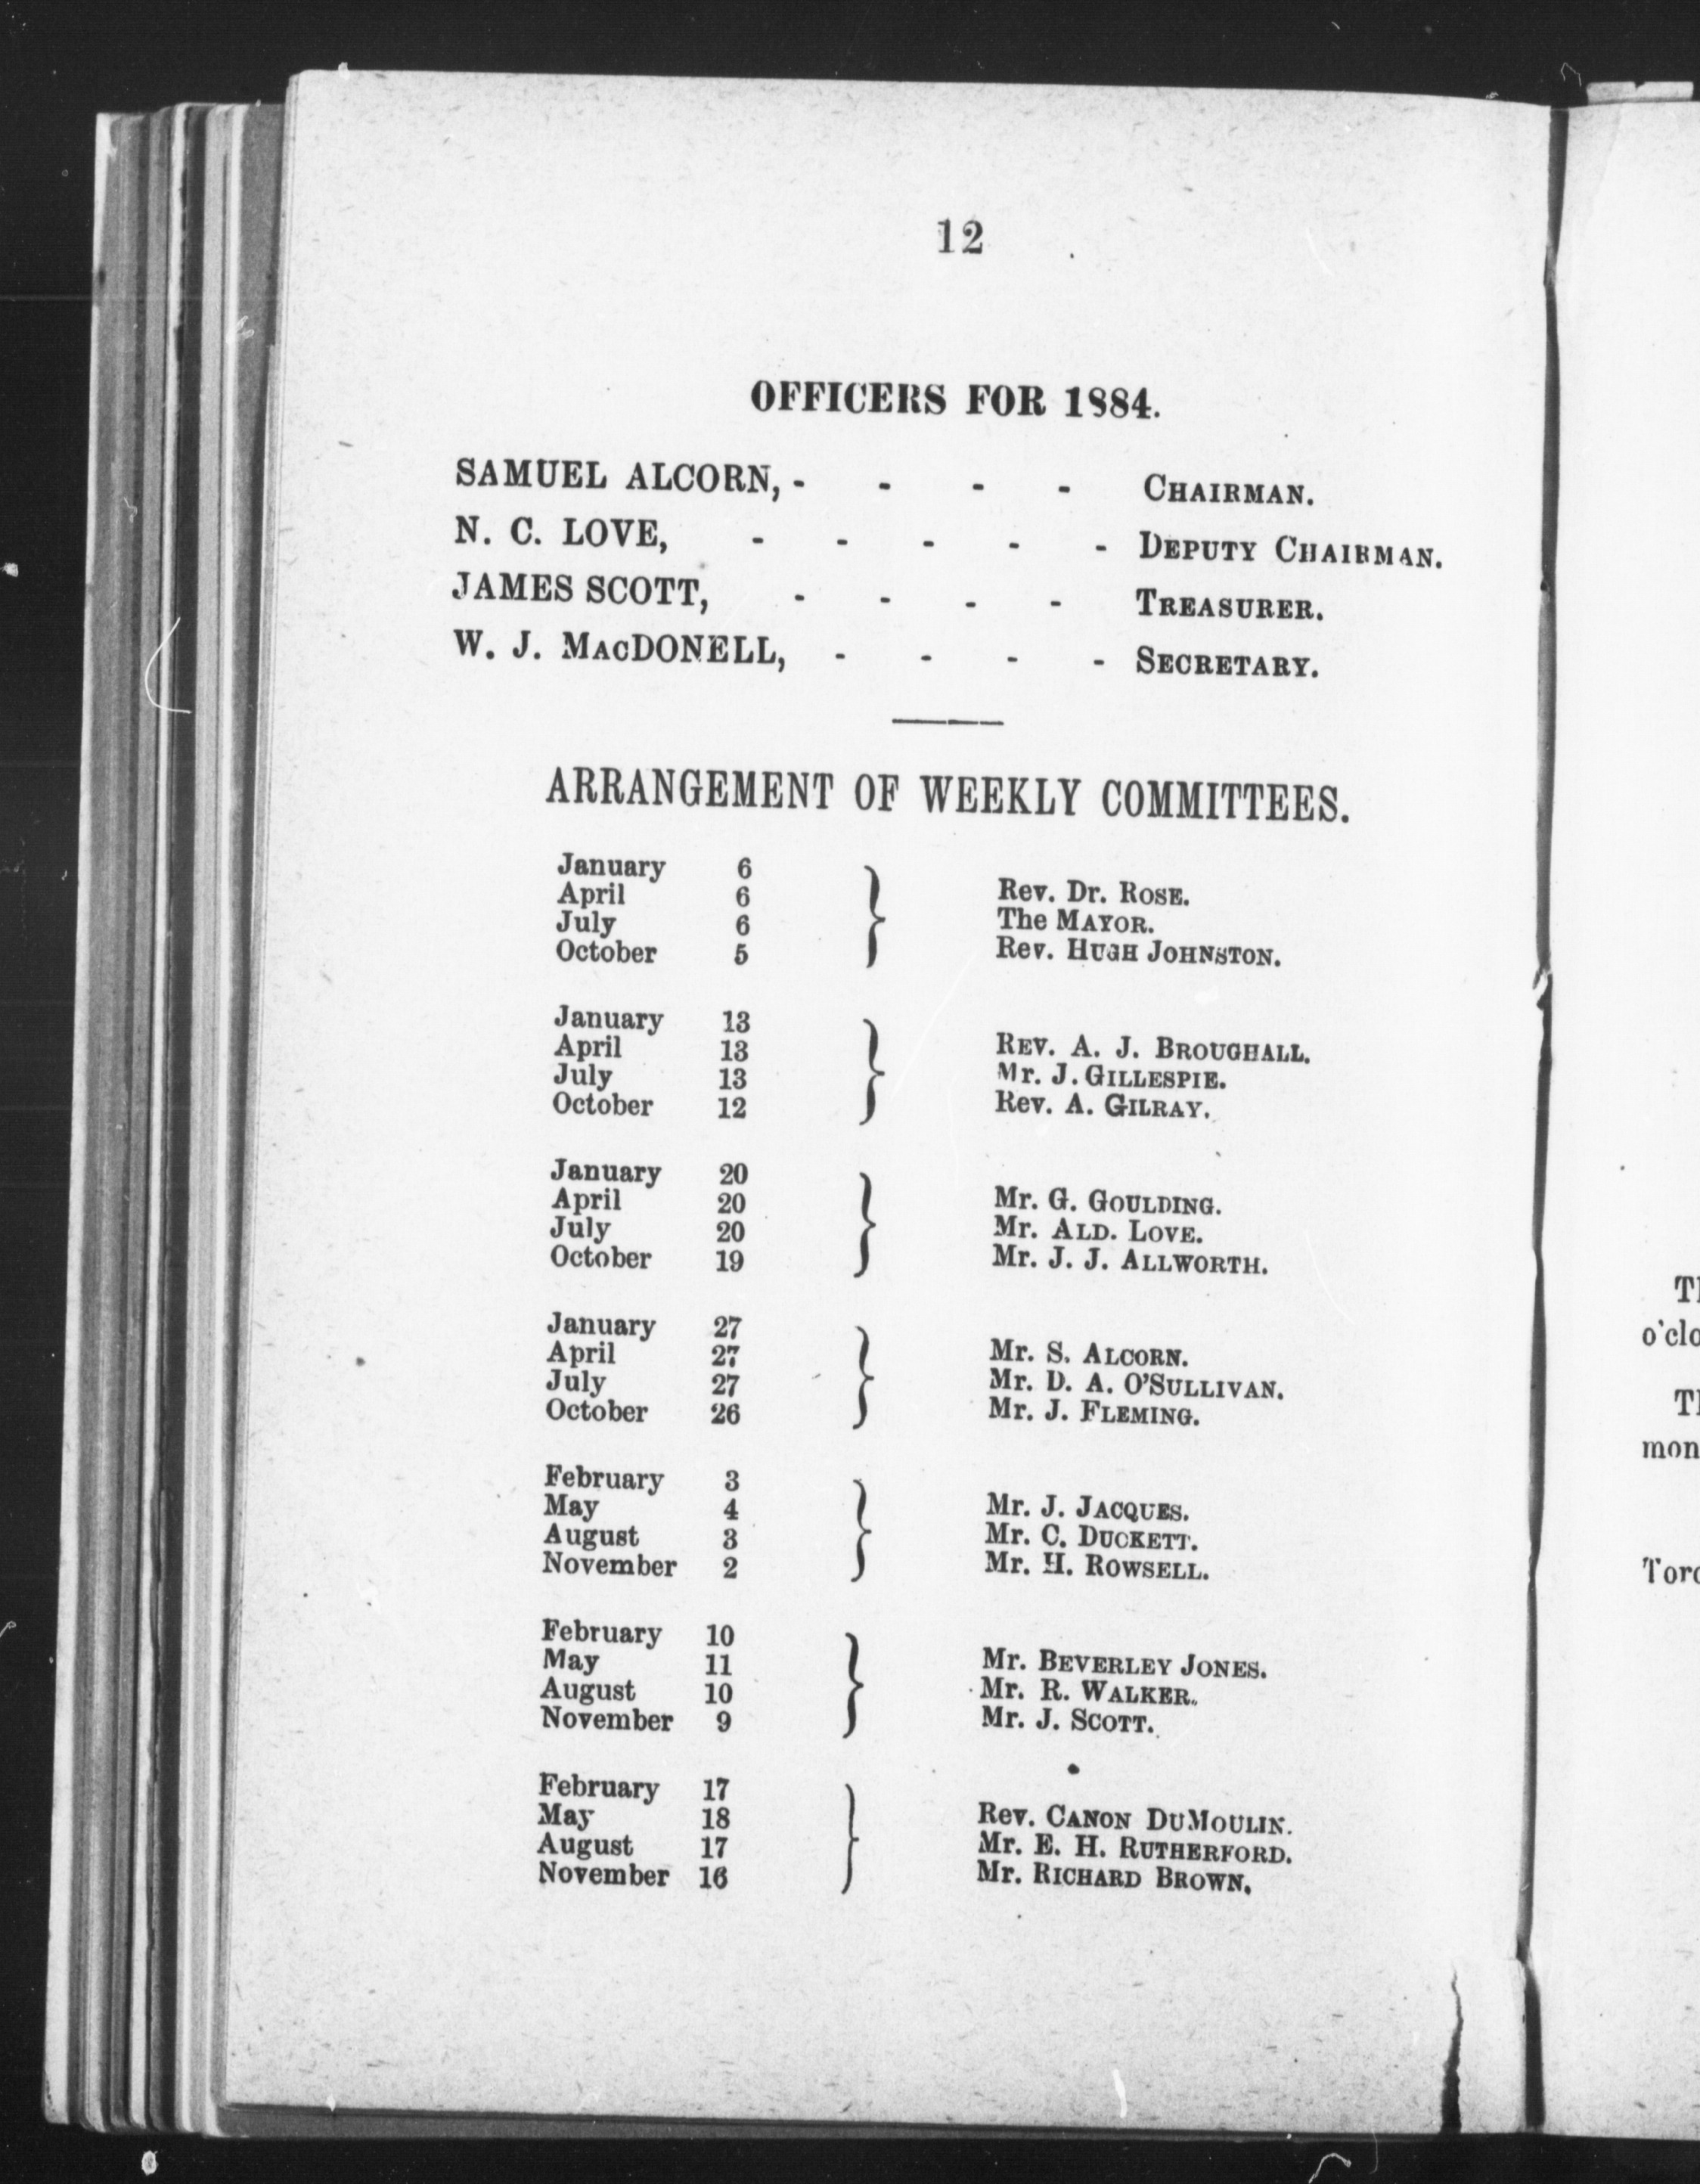 12
OFFICERS FOR 1884.
SAMUEL ALCORN, - - - - CHAIRMAN.
N. C. LOVE, - - - - - DEPUTY CHAIRMAN.
JAMES SCOTT, - - - - TREASURER.
W. J. MACDONELL, - - - - SECRETARY.
ARRANGEMENT OF WEEKLY COMMITTEES.
January 6
April 6
July 6
October 5
Rev. Dr. ROSE.
The MAYOR.
Rev. HUGH JOHNSTON.
January 13
April 13
July 13
October 12
REV. A. J. BROUGHALL.
Mr. J. GILLESPIE.
Rev. A. GILRAY.
January 20
April 20
July 20
October 19
Mr. G. GOULDING.
Mr. ALD. LOVE.
Mr. J. J. ALLWORTH.
January 27
April 27
July 27
October 26
Mr. S. ALCORN.
Mr. D. A. O'SULLIVAN.
Mr. J. FLEMING.
February 3
May 4
August 3
November 2
Mr. J. JACQUES.
Mr. C. DUCKETT.
Mr. H. ROWSELL.
February 10
May 11
August 10
November 9
Mr. BEVERLEY JONES.
Mr. R. WALKER.
Mr. J. SCOTT.
February 17
May 18
August 17
November 16
Rev. CANON DUMOULIN.
Mr. E. H. RUTHERFORD.
Mr. RICHARD BROWN.